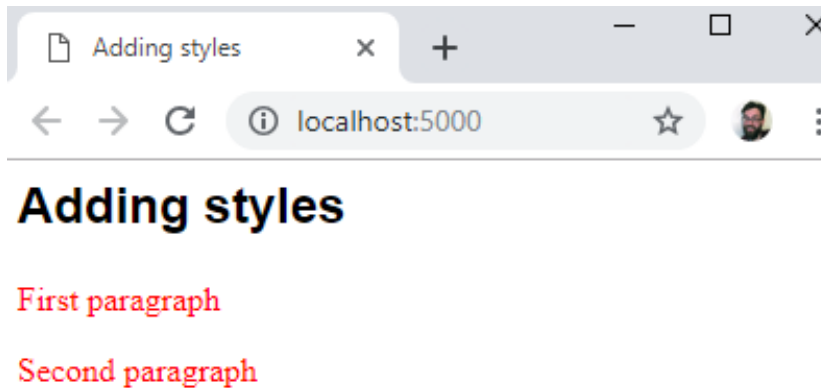 Adding styles
localhost:5000
Adding styles
First paragraph
Second paragraph